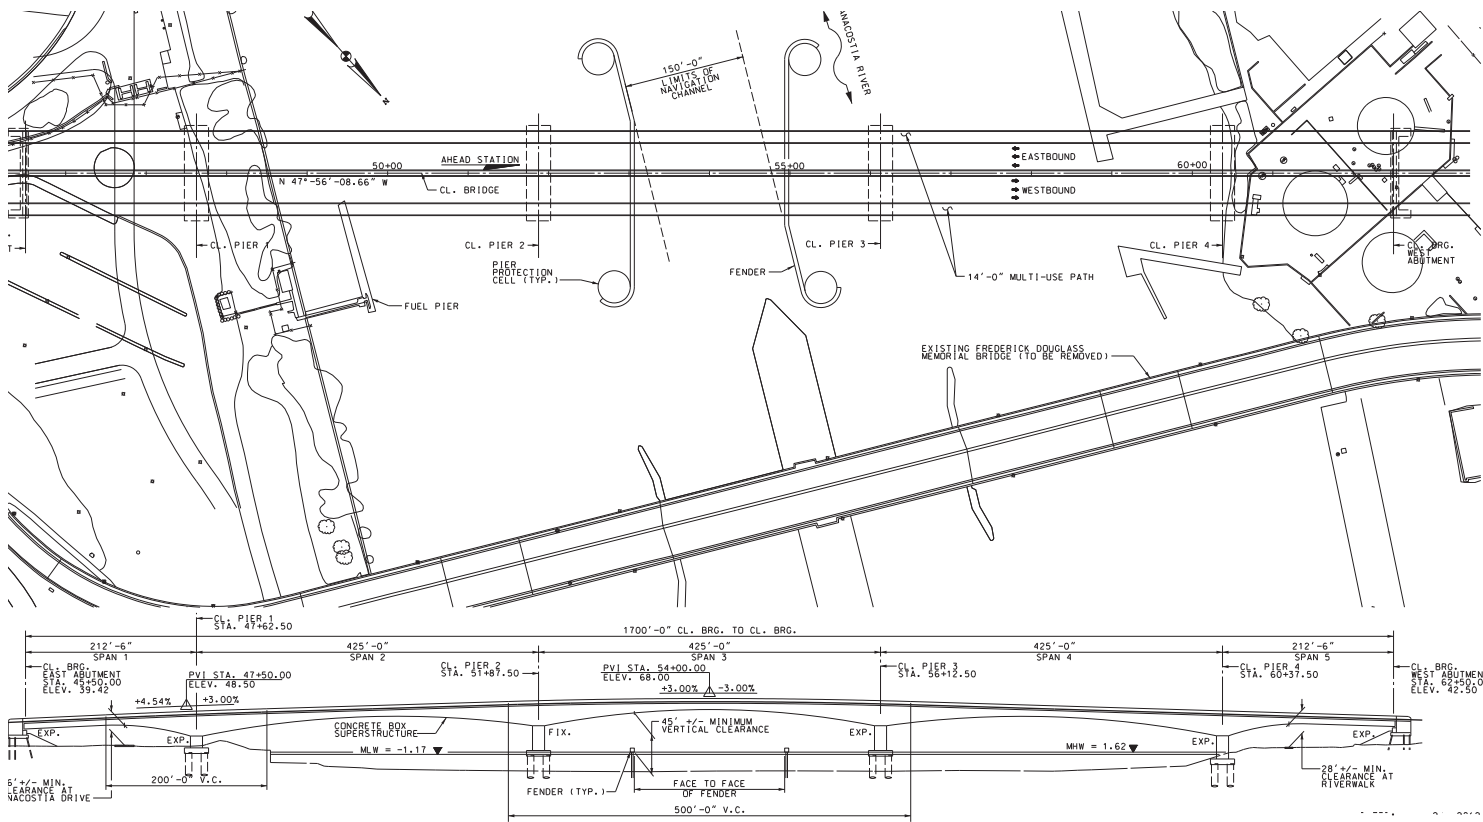 ANACOSTIA RIVER
150'-0"
LIMITS OF
NAVIGATION
CHANNEL
N
50+00
AHEAD STATION
55+00
EASTBOUND
60+00
N 47°-56'-08.66" W
CL. BRIDGE
WESTBOUND
CL. PIER 1
CL. PIER 2
CL. PIER 3
CL. PIER 4
CL. BRG.
WEST
ABUTMENT
PIER
PROTECTION
CELL (TYP.)
FENDER
14'-0" MULTI-USE PATH
FUEL PIER
EXISTING FREDERICK DOUGLASS
MEMORIAL BRIDGE (TO BE REMOVED)
CL. PIER 1
STA. 47+62.50
1700'-0" CL. BRG. TO CL. BRG.
212'-6"
SPAN 1
425'-0"
SPAN 2
425'-0"
SPAN 3
425'-0"
SPAN 4
212'-6"
SPAN 5
CL. BRG.
EAST ABUTMENT
STA. 45+50.00
ELEV. 39.42
PVI STA. 47+50.00
ELEV. 48.50
CL. PIER 2
STA. 51+87.50
PVI STA. 54+00.00
ELEV. 68.00
CL. PIER 3
STA. 56+12.50
CL. PIER 4
STA. 60+37.50
CL. BRG.
WEST ABUTMEN
STA. 62+50.0
ELEV. 42.50
+4.54%
+3.00%
+3.00%
-3.00%
EXP.
EXP.
CONCRETE BOX
SUPERSTRUCTURE
FIX.
45' +/- MINIMUM
VERTICAL CLEARANCE
EXP.
EXP.
EXP.
MLW = -1.17
MHW = 1.62
6'+/- MIN.
LEARANCE AT
NACOSTIA DRIVE
200'-0" V.C.
FENDER (TYP.)
FACE TO FACE
OF FENDER
28'+/- MIN.
CLEARANCE AT
RIVERWALK
500'-0" V.C.